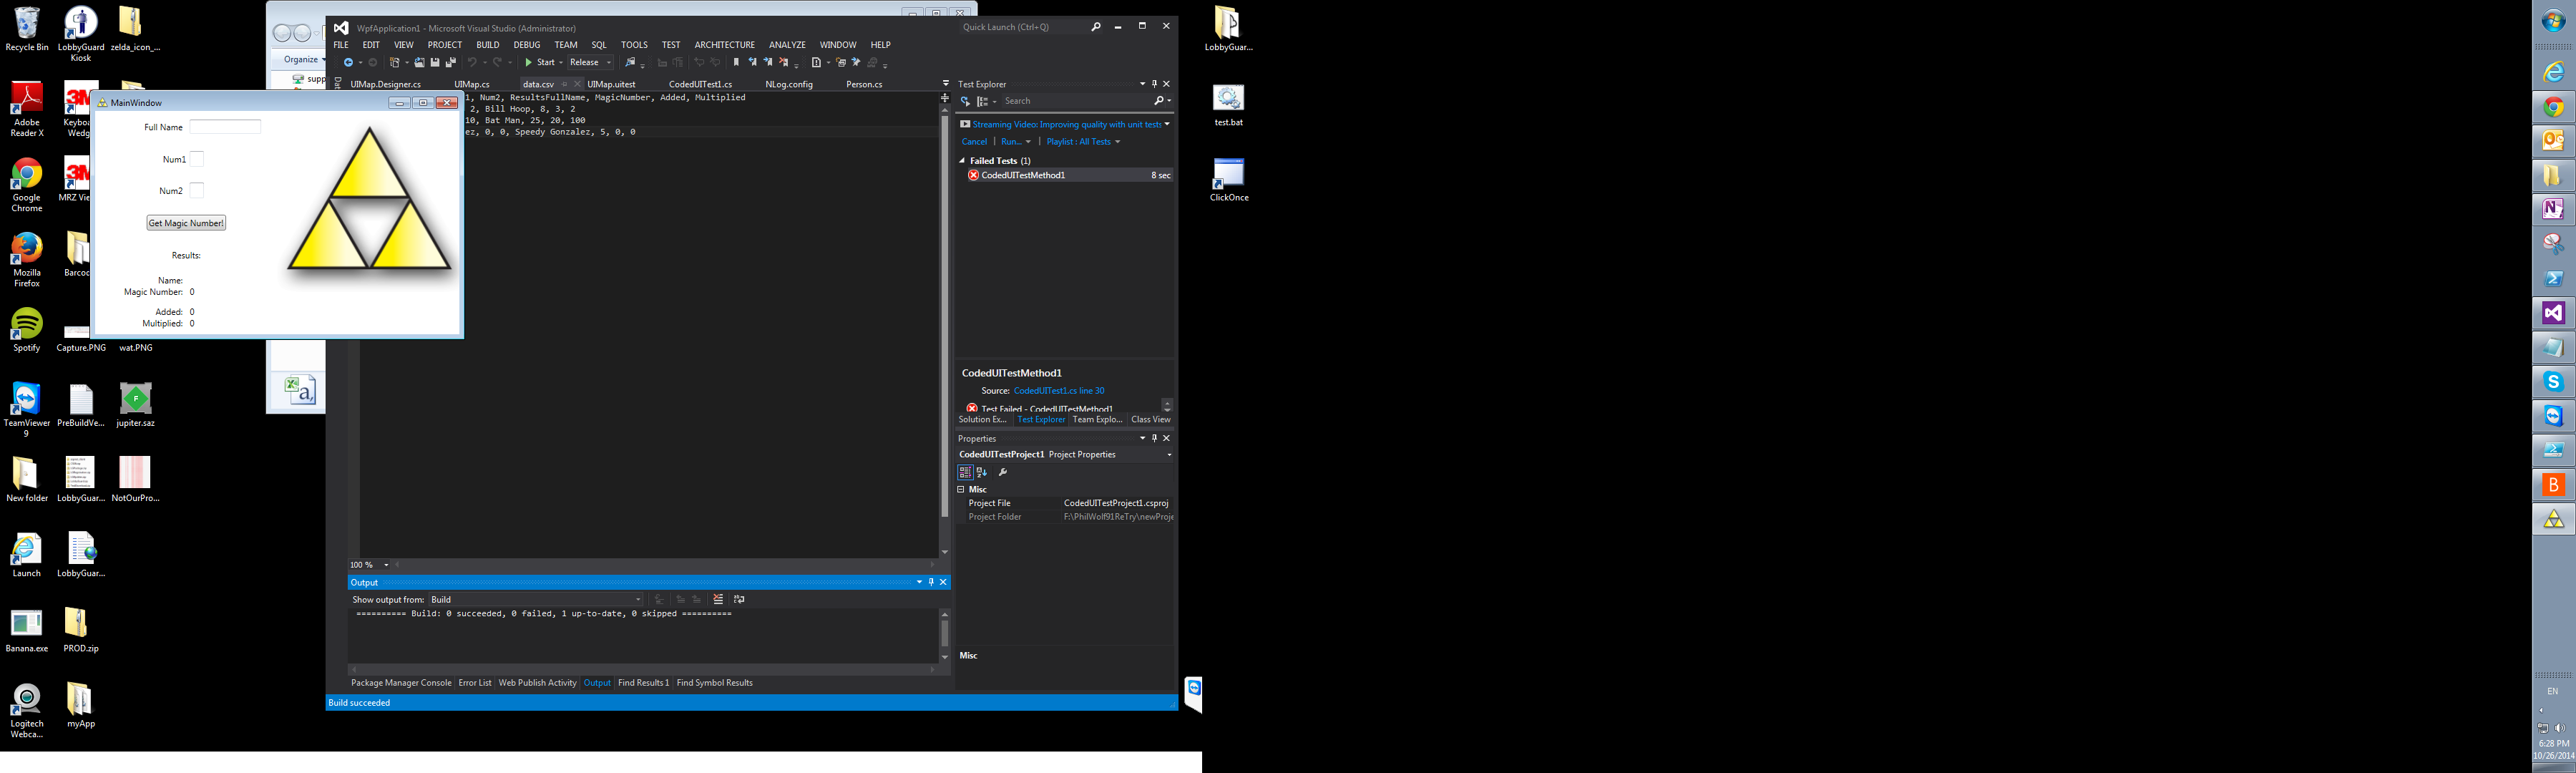 Recycle Bin
LobbyGuard
Kiosk
zelda_icon_...
Adobe
Reader X
Google
Chrome
MRZ Vie
Mozilla
Firefox
Barcoc
Spotify
Capture.PNG
wat.PNG
TeamViewer
9
PreBuildVe...
jupiter.saz
New folder
LobbyGuar...
NotOurPro...
Launch
LobbyGuar...
Banana.exe
PROD.zip
Logitech
Webca...
myApp
MainWindow
Full Name
Num1
Num2
Get Magic Number!
Results:
Name:
Magic Number: 0
Added: 0
Multiplied: 0
Organize
supp
WpfApplication1 - Microsoft Visual Studio (Administrator)
Quick Launch (Ctrl+Q)
FILE EDIT VIEW PROJECT BUILD DEBUG TEAM SQL TOOLS TEST ARCHITECTURE ANALYZE WINDOW HELP
Start Release
UIMap.Designer.cs UIMap.cs data.csv UIMap.uitest CodedUITest1.cs NLog.config Person.cs
1, Num2, ResultsFullName, MagicNumber, Added, Multiplied
2, Bill Hoop, 8, 3, 2
10, Bat Man, 25, 20, 100
ez, 0, 0, Speedy Gonzalez, 5, 0, 0
100 %
Output
Show output from: Build
========== Build: 0 succeeded, 0 failed, 1 up-to-date, 0 skipped ==========
Package Manager Console Error List Web Publish Activity Output Find Results 1 Find Symbol Results
Build succeeded
Test Explorer
Search
Streaming Video: Improving quality with unit tests
Cancel | Run... | Playlist : All Tests
Failed Tests (1)
CodedUITestMethod1 8 sec
CodedUITestMethod1
Source: CodedUITest1.cs line 30
Test Failed - CodedUITestMethod1
Solution Ex... Test Explorer Team Explo... Class View
Properties
CodedUITestProject1 Project Properties
Misc
Project File CodedUITestProject1.csproj
Project Folder F:\PhilWolf91ReTry\newProje
Misc
LobbyGuar...
test.bat
ClickOnce
EN
6:28 PM
10/26/2014